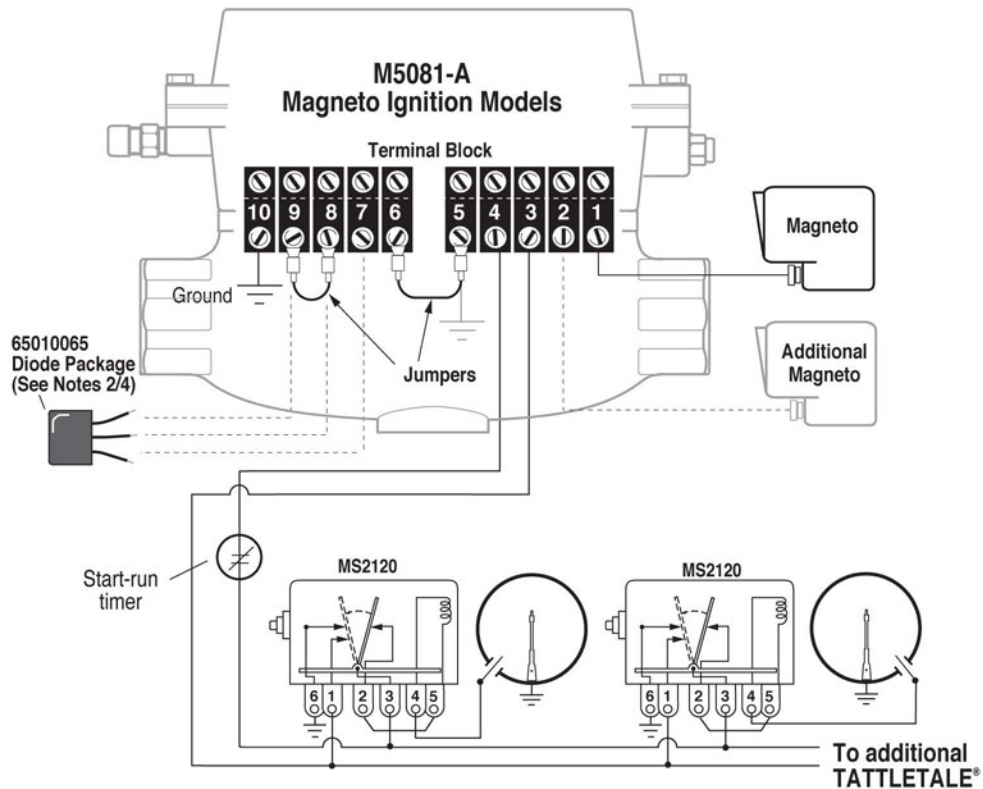 M5081-A
Magneto Ignition Models
Terminal Block
10 9 8 7 6 5 4 3 2 1
Magneto
Ground
Jumpers
65010065
Diode Package
(See Notes 2/4)
Additional
Magneto
Start-run
timer
MS2120
6 1 2 3 4 5
MS2120
6 1 2 3 4 5
To additional
TATTLETALE®